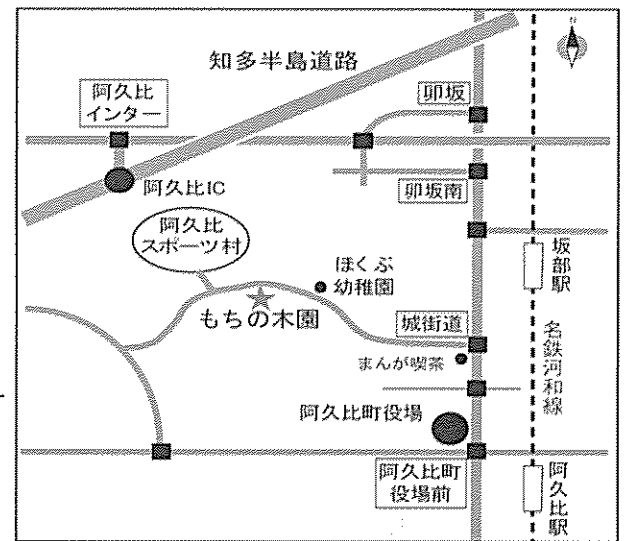 N
知多半島道路
阿久比
インター
卯坂
阿久比IC
卯坂南
阿久比
スポーツ村
ほくぶ
幼稚園
坂部駅
もちの木園
城街道
まんが喫茶
名鉄河和線
阿久比町役場
阿久比町
役場前
阿久比駅